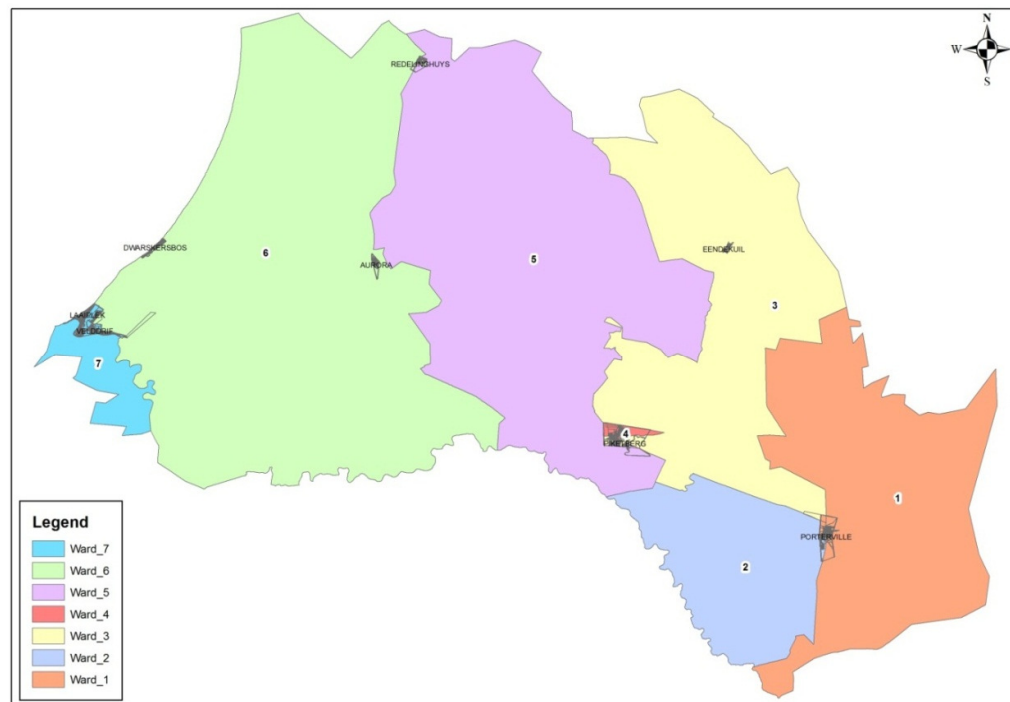 N
W
S
REDELINGHUYS
DWARSKERSBOS
6
AURORA
5
EENDEKUIL
3
7
4
1
PORTERVILLE
2
Legend
Ward_7
Ward_6
Ward_5
Ward_4
Ward_3
Ward_2
Ward_1